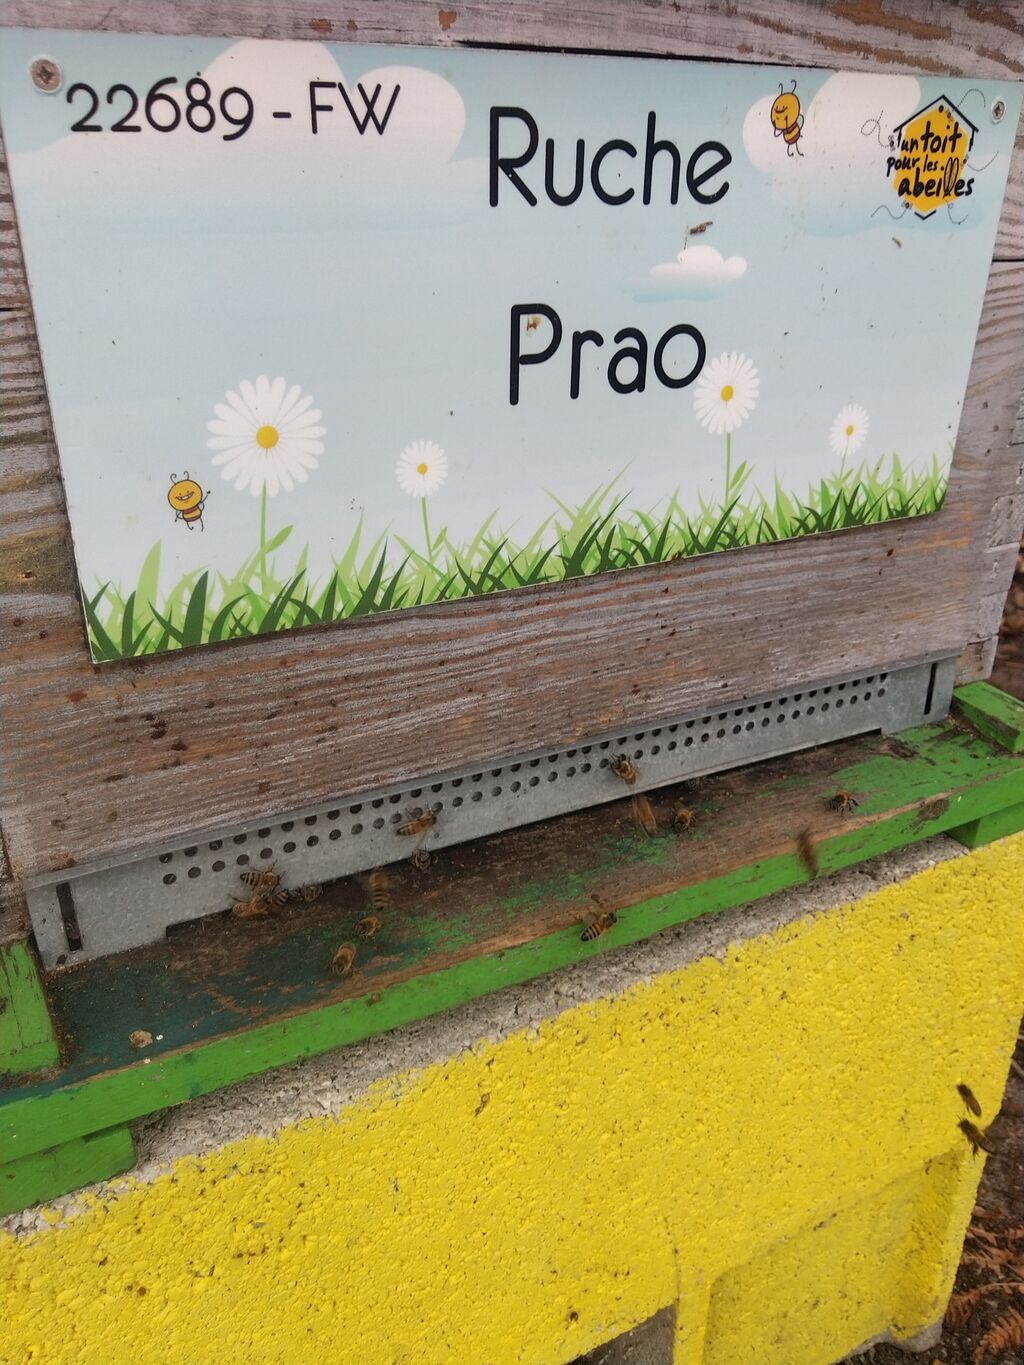 22689 - FW
Ruche
Prao
un toit
pour les
abeilles